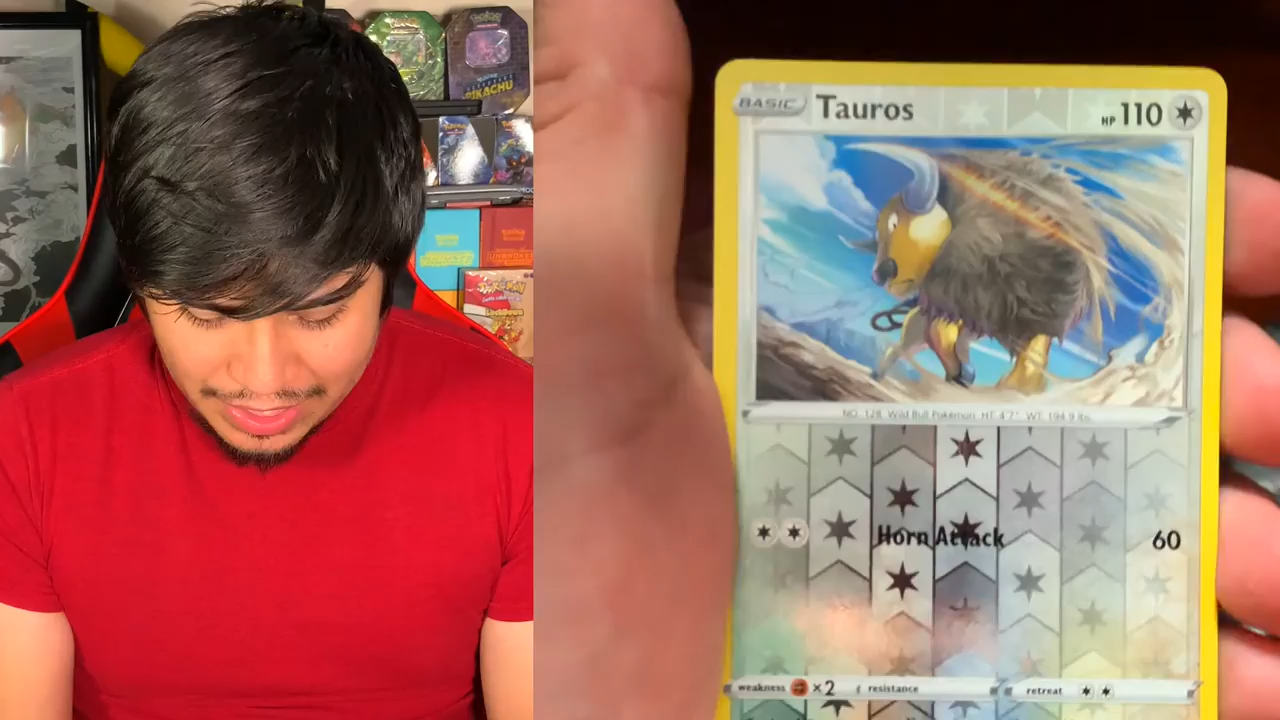 PIKACHU
BASIC Tauros HP 110
NO. 128 Wild Bull Pokémon HT: 4'7" WT: 194.9 lbs.
Horn Attack 60
weakness ×2 resistance retreat